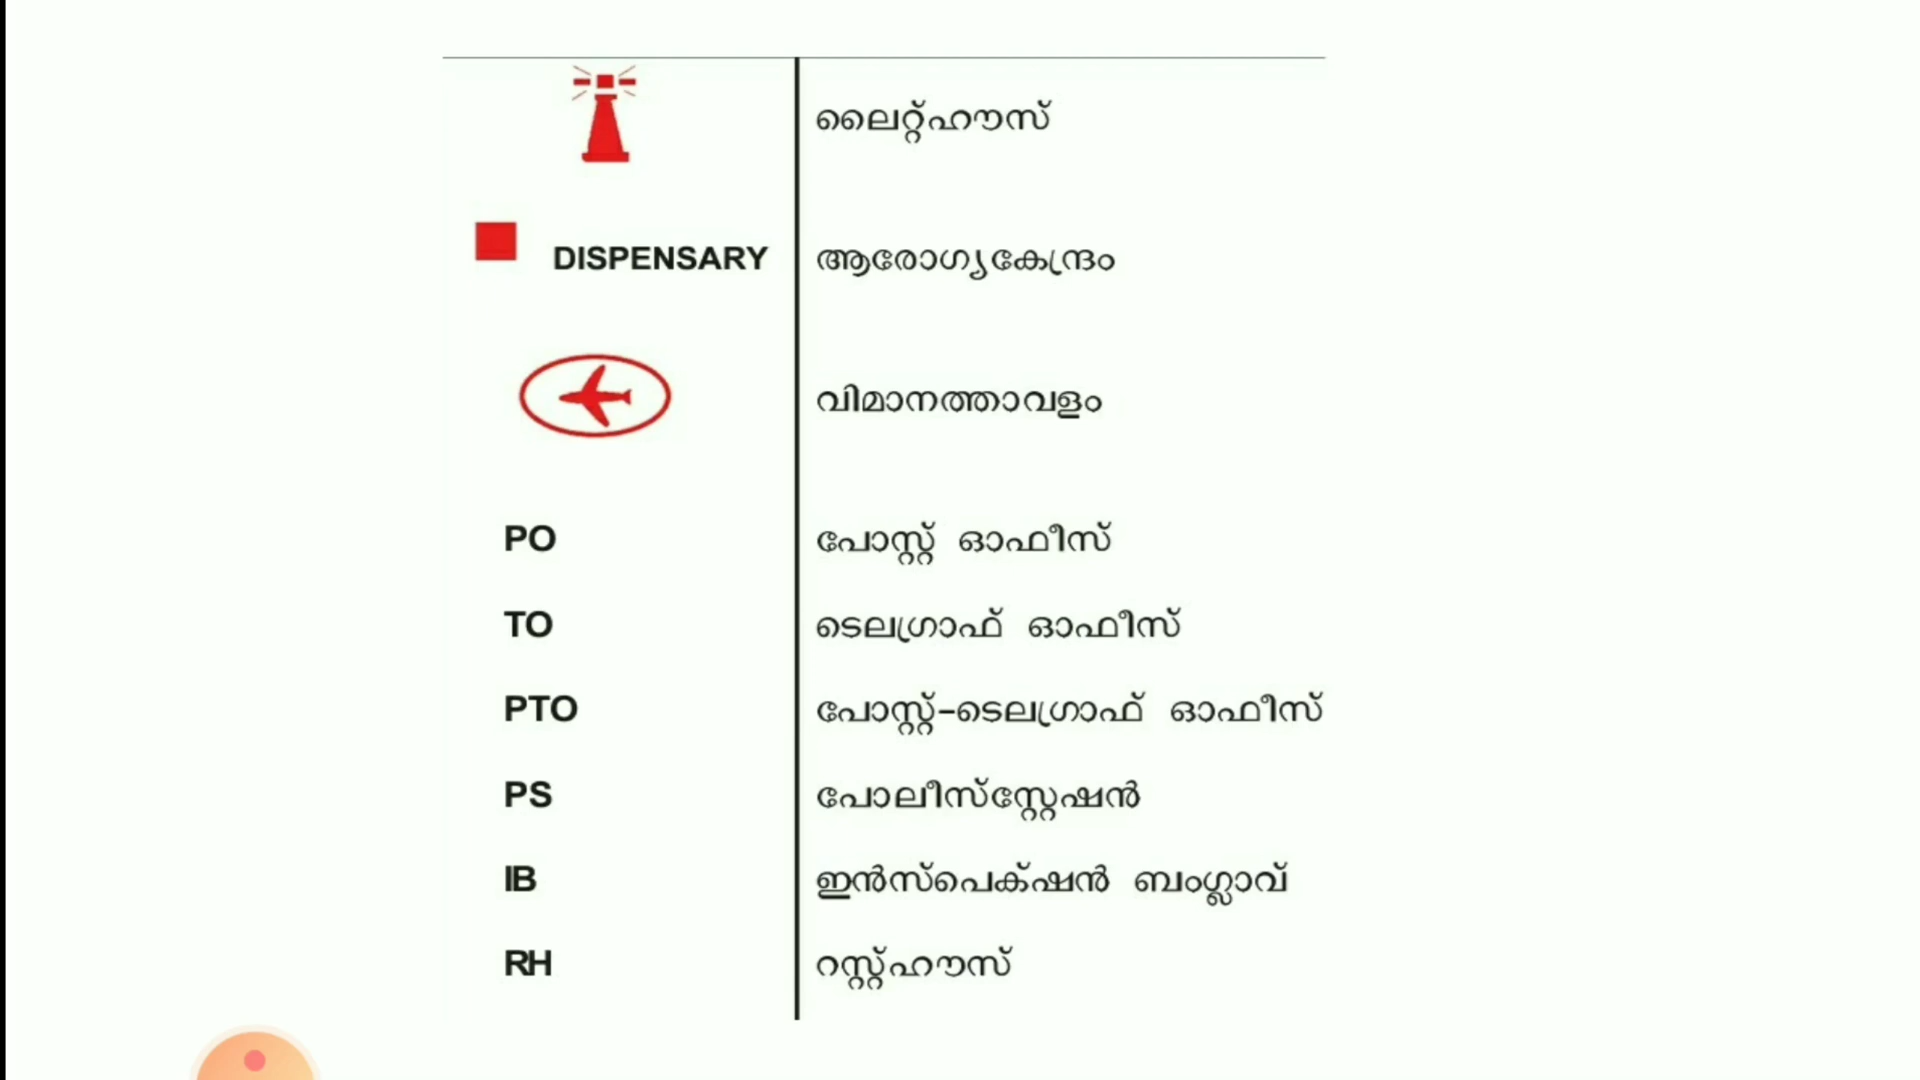 ലൈറ്റ്ഹൗസ്
DISPENSARY ആരോഗ്യകേന്ദ്രം
വിമാനത്താവളം
PO പോസ്റ്റ് ഓഫീസ്
TO ടെലഗ്രാഫ് ഓഫീസ്
PTO പോസ്റ്റ്-ടെലഗ്രാഫ് ഓഫീസ്
PS പോലീസ്സ്റ്റേഷൻ
IB ഇൻസ്പെക്ഷൻ ബംഗ്ലാവ്
RH റസ്റ്റ്ഹൗസ്